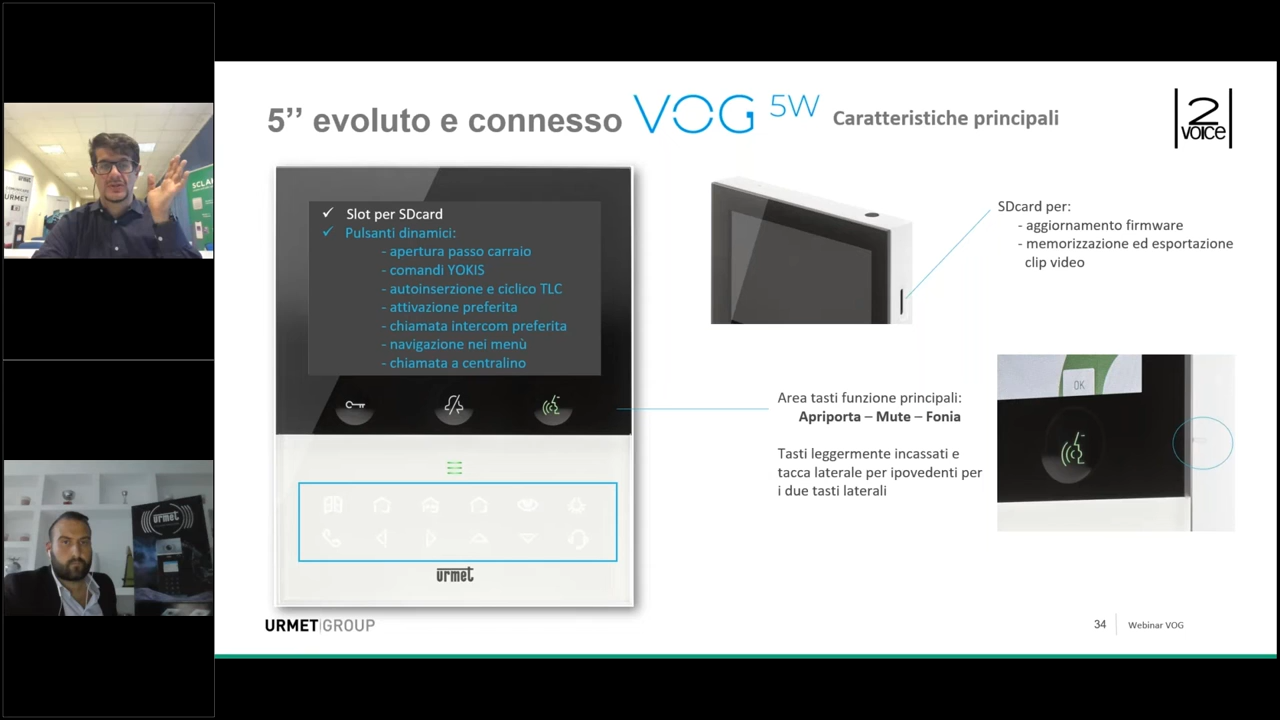 5’’ evoluto e connesso VOG 5W Caratteristiche principali
2
VOICE
✓ Slot per SDcard
✓ Pulsanti dinamici:
- apertura passo carraio
- comandi YOKIS
- autoinserzione e ciclico TLC
- attivazione preferita
- chiamata intercom preferita
- navigazione nei menù
- chiamata a centralino
urmet
SDcard per:
- aggiornamento firmware
- memorizzazione ed esportazione
clip video
Area tasti funzione principali:
Apriporta – Mute – Fonia
Tasti leggermente incassati e
tacca laterale per ipovedenti per
i due tasti laterali
OK
URMET GROUP
34
Webinar VOG
URMET
SCLA
urmet